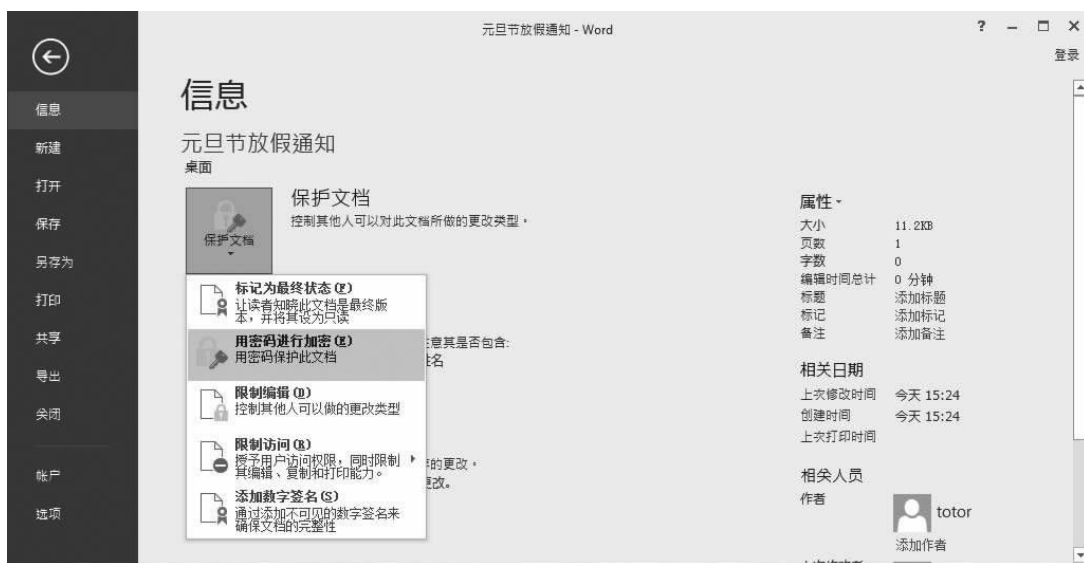 元旦节放假通知 - Word
? – □ ×
登录
信息
新建
打开
保存
另存为
打印
共享
导出
关闭
帐户
选项
信息
元旦节放假通知
桌面
保护文档
保护文档
控制其他人可以对此文档所做的更改类型。
标记为最终状态(F)
让读者知晓此文档是最终版
本，并将其设为只读
用密码进行加密(E)
用密码保护此文档
限制编辑(D)
控制其他人可以做的更改类型
限制访问(R)
授予用户访问权限，同时限制
其编辑、复制和打印能力。
添加数字签名(S)
通过添加不可见的数字签名来
确保文档的完整性
意其是否包含:
名
的更改。
更改。
属性
大小 11.2KB
页数 1
字数 0
编辑时间总计 0 分钟
标题 添加标题
标记 添加标记
备注 添加备注
相关日期
上次修改时间 今天 15:24
创建时间 今天 15:24
上次打印时间
相关人员
作者
totor
添加作者